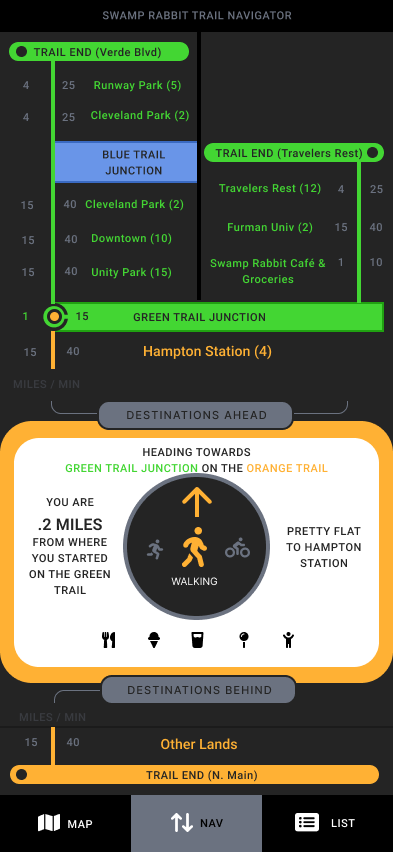 SWAMP RABBIT TRAIL NAVIGATOR
TRAIL END (Verde Blvd)
4 25 Runway Park (5)
4 25 Cleveland Park (2)
BLUE TRAIL
JUNCTION
15 40 Cleveland Park (2)
15 40 Downtown (10)
15 40 Unity Park (15)
TRAIL END (Travelers Rest)
Travelers Rest (12) 4 25
Furman Univ (2) 15 40
Swamp Rabbit Café & 1 10
Groceries
1 15 GREEN TRAIL JUNCTION
15 40 Hampton Station (4)
MILES / MIN
DESTINATIONS AHEAD
HEADING TOWARDS
GREEN TRAIL JUNCTION ON THE ORANGE TRAIL
YOU ARE
.2 MILES
FROM WHERE
YOU STARTED
ON THE GREEN
TRAIL
WALKING
PRETTY FLAT
TO HAMPTON
STATION
DESTINATIONS BEHIND
MILES / MIN
15 40 Other Lands
TRAIL END (N. Main)
MAP NAV LIST